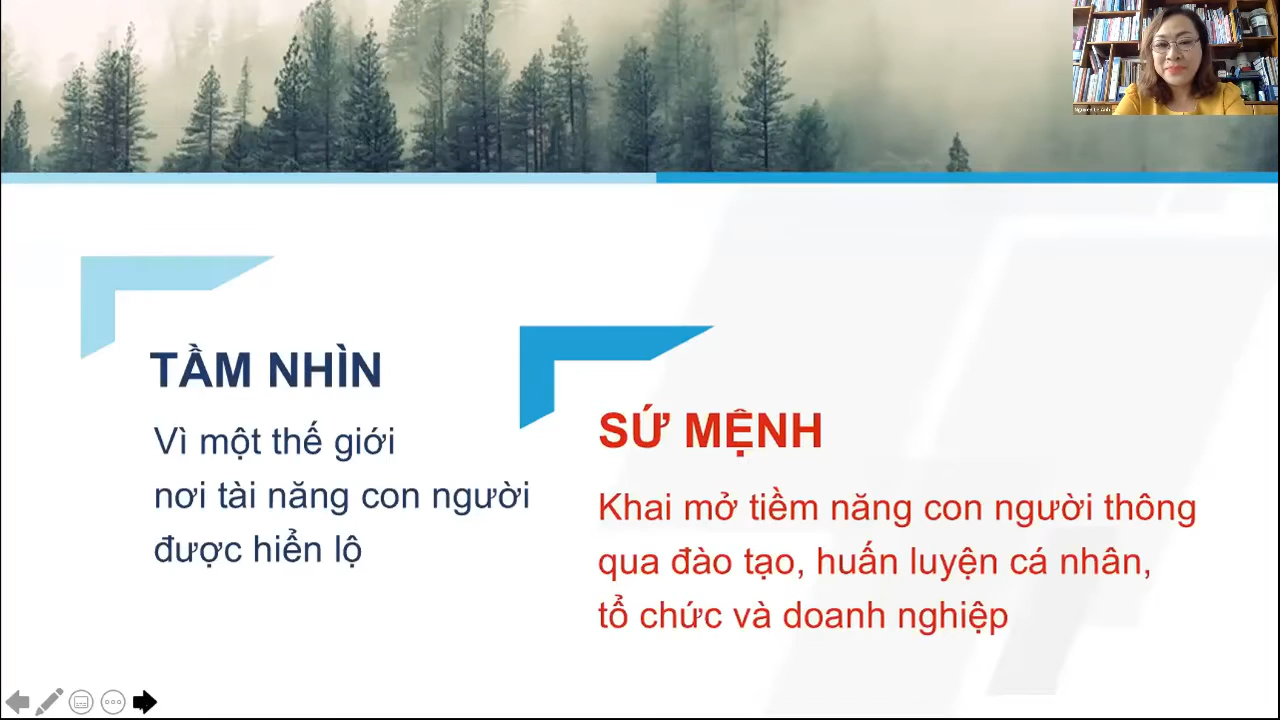 TẦM NHÌN
Vì một thế giới
nơi tài năng con người
được hiển lộ
SỨ MỆNH
Khai mở tiềm năng con người thông
qua đào tạo, huấn luyện cá nhân,
tổ chức và doanh nghiệp